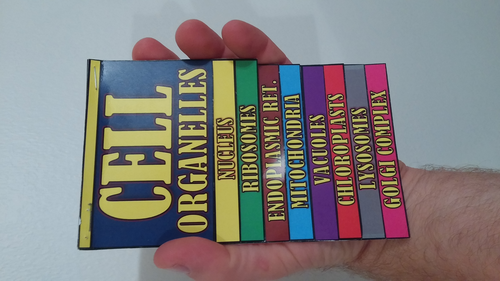 CELL
ORGANELLES
NUCLEUS
RIBOSOMES
ENDOPLASMIC RET.
MITOCHONDRIA
VACUOLES
CHLOROPLASTS
LYSOSOMES
GOLGI COMPLEX